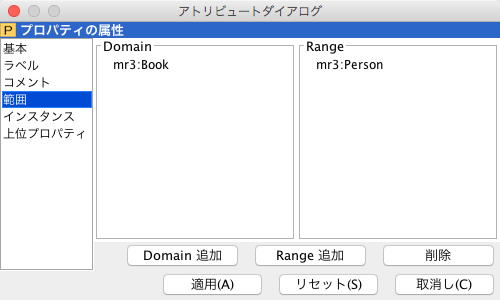 アトリビュートダイアログ
P プロパティの属性
基本
ラベル
コメント
範囲
インスタンス
上位プロパティ
Domain
mr3:Book
Range
mr3:Person
Domain 追加
Range 追加
削除
適用(A)
リセット(S)
取消し(C)